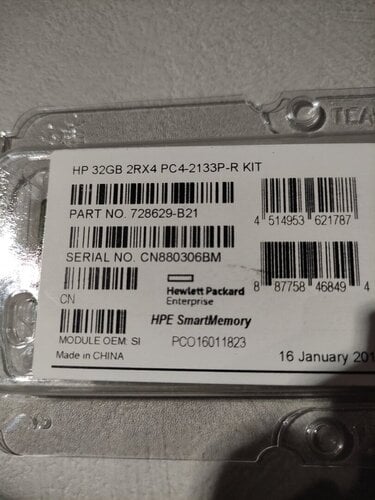 TEA
HP 32GB 2RX4 PC4-2133P-R KIT
PART NO. 728629-B21
4 514953 621787
SERIAL NO. CN880306BM
8 87758 46849 4
CN
Hewlett Packard
Enterprise
HPE SmartMemory
MODULE OEM: SI
PCO16011823
Made in CHINA
16 January 201